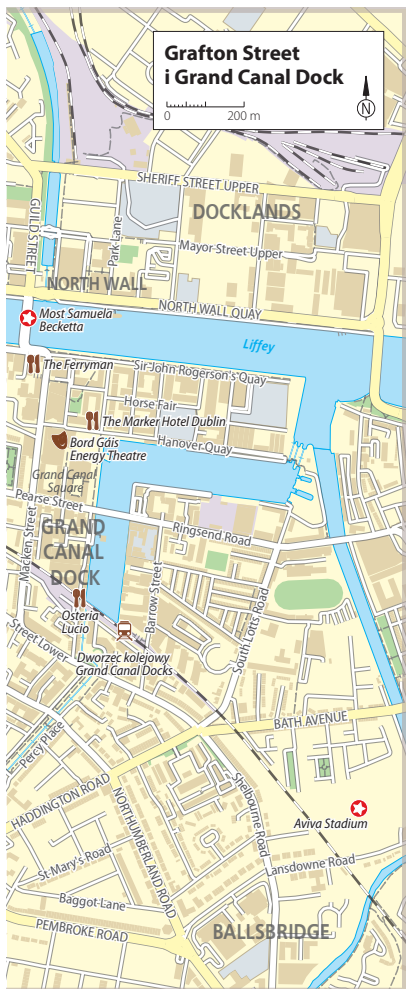 Grafton Street
i Grand Canal Dock
0
200 m
N
SHERIFF STREET UPPER
GUILD STREET
DOCKLANDS
Park Lane
Mayor Street Upper
NORTH WALL
NORTH WALL QUAY
Most Samuela
Becketta
Liffey
The Ferryman
Sir John Rogerson's Quay
Horse Fair
The Marker Hotel Dublin
Bord Gáis
Energy Theatre
Hanover Quay
Grand Canal
Square
Pearse Street
Macken Street
GRAND
CANAL
DOCK
Ringsend Road
Osteria
Lucio
Barrow Street
South Lotts Road
Street Lower
Dworzec kolejowy
Grand Canal Docks
BATH AVENUE
Percy Place
HADDINGTON ROAD
NORTHUMBERLAND ROAD
Shelbourne Road
Aviva Stadium
St-Mary's Road
Lansdowne Road
Baggot Lane
PEMBROKE ROAD
BALLSBRIDGE